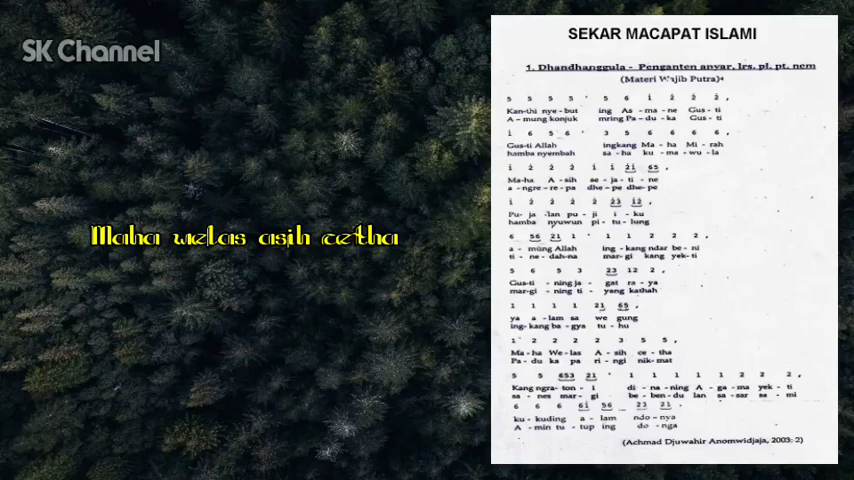 SK Channel
Maha welas asih cetha
SEKAR MACAPAT ISLAMI
1. Dhandhanggula - Penganten anyar, lrs. pl, pt. nem
(Materi Wajib Putra)4
5 5 5 5 ' 5 6 i 2 2 2 ,
Kan-thi nye-but ing As-ma-ne Gus-ti
A-mung konjuk mring Pa-du-ka Gus-ti
i 6 5 6 ' 3 5 6 6 6 6 ,
Gus-ti Allah ingkang Ma-ha Mi-rah
hamba nyembah sa-ha ku-ma-wu-la
i 2 2 2 i i 2i 65 ,
Ma-ha A-sih se-ja-ti-ne
a-ngre-re-pa dhe-pe dhe-pe
i 2 2 2 2 23 i2 ,
Pu-ja-lan pu-ji i-ku
hamba nyuwun pi-tu-lung
6 56 21 1 ' 1 1 2 2 2 ,
a-mung Allah ing-kang ndar be-ni
ti-ne-dah-na mar-gi kang yek-ti
5 6 5 3 23 12 2 ,
Gus-ti-ning ja-gat ra-ya
mar-gi-ning ti-yang kathah
1 1 1 1 21 65 ,
ya a-lam sa we gung
ing-kang ba-gya tu-hu
1 2 2 2 2 3 5 5 ,
Ma-ha We-las A-sih ce-tha
Pa-du ka pa ri-ngi nik-mat
5 5 653 21 ' 1 1 1 1 1 2 2 2 ,
Kang ngra-ton-i di-na-ning A-ga-ma yek-ti
sa-nes mar-gi be-ben-du lan sa-sar se-mi
6 6 6 6i 56 23 21 .
ku-kuding a-lam ndo-nya
A-min tu-tup ing do-nga
(Achmad Djuwahir Anomwidjaja, 2003: 2)